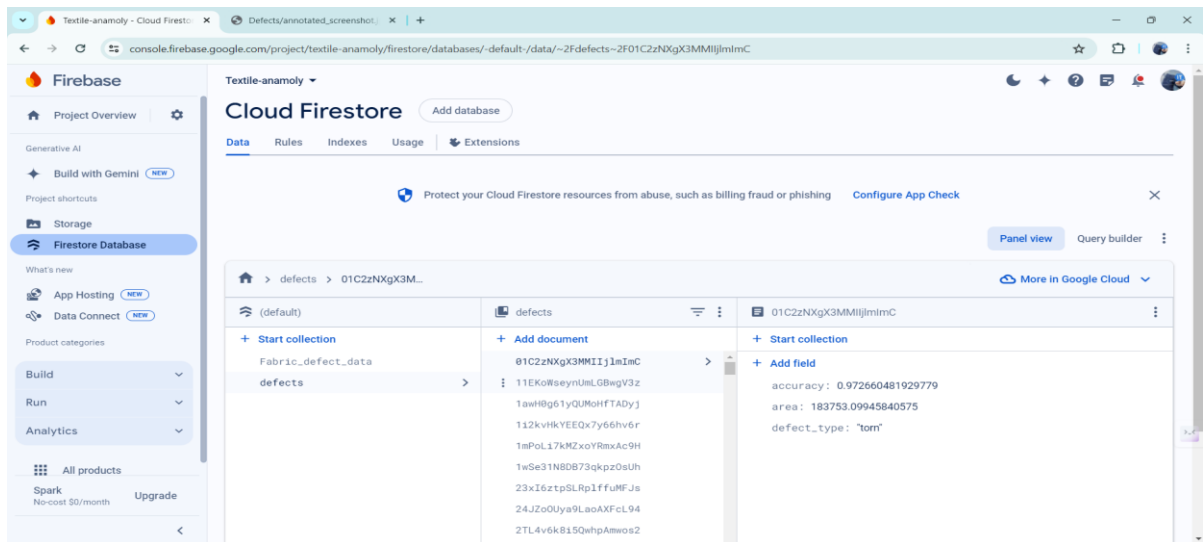 Textile-anamoly - Cloud Firestor
Defects/annotated_screenshot.
console.firebase.google.com/project/textile-anamoly/firestore/databases/-default-/data/~2Fdefects~2F01C2zNXgX3MMIIjlmImC
Firebase
Project Overview
Generative AI
Build with Gemini NEW
Project shortcuts
Storage
Firestore Database
What's new
App Hosting NEW
Data Connect NEW
Product categories
Build
Run
Analytics
All products
Spark
No-cost $0/month
Upgrade
Textile-anamoly
Cloud Firestore
Add database
Data Rules Indexes Usage Extensions
Protect your Cloud Firestore resources from abuse, such as billing fraud or phishing Configure App Check
Panel view Query builder
defects > 01C2zNXgX3M...
More in Google Cloud
(default)
+ Start collection
Fabric_defect_data
defects
defects
+ Add document
01C2zNXgX3MMIIjlmImC
11EKoWseynUmLGBwgV3z
1awH0g61yQUMoHfTADyj
1i2kvHkYEEQx7y66hv6r
1mPoLi7kMZxoYRmxAc9H
1wSe31N8DB73qkpzOsUh
23xI6ztpSLRplffuMFJs
24JZoOUya9LaoAXFcL94
2TL4v6k8i5QwhpAmwos2
01C2zNXgX3MMIIjlmImC
+ Start collection
+ Add field
accuracy: 0.972660481929779
area: 183753.09945840575
defect_type: "torn"